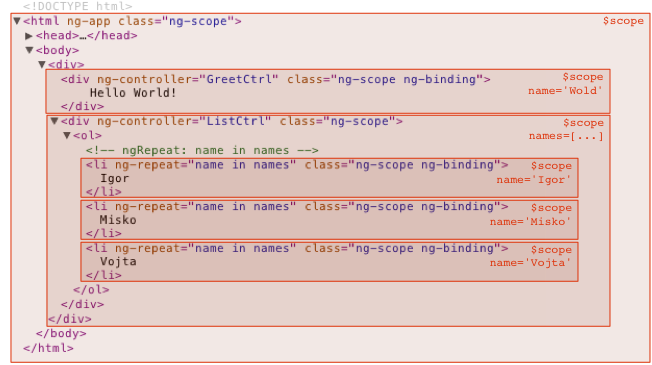 <!DOCTYPE html>
▼<html ng-app class="ng-scope"> $scope
▶<head>…</head>
▼<body>
▼<div>
<div ng-controller="GreetCtrl" class="ng-scope ng-binding"> $scope
Hello World! name='Wold'
</div>
▼<div ng-controller="ListCtrl" class="ng-scope"> $scope
▼<ol> names=[...]
<!-- ngRepeat: name in names -->
<li ng-repeat="name in names" class="ng-scope ng-binding"> $scope
Igor name='Igor'
</li>
<li ng-repeat="name in names" class="ng-scope ng-binding"> $scope
Misko name='Misko'
</li>
<li ng-repeat="name in names" class="ng-scope ng-binding"> $scope
Vojta name='Vojta'
</li>
</ol>
</div>
</div>
</body>
</html>